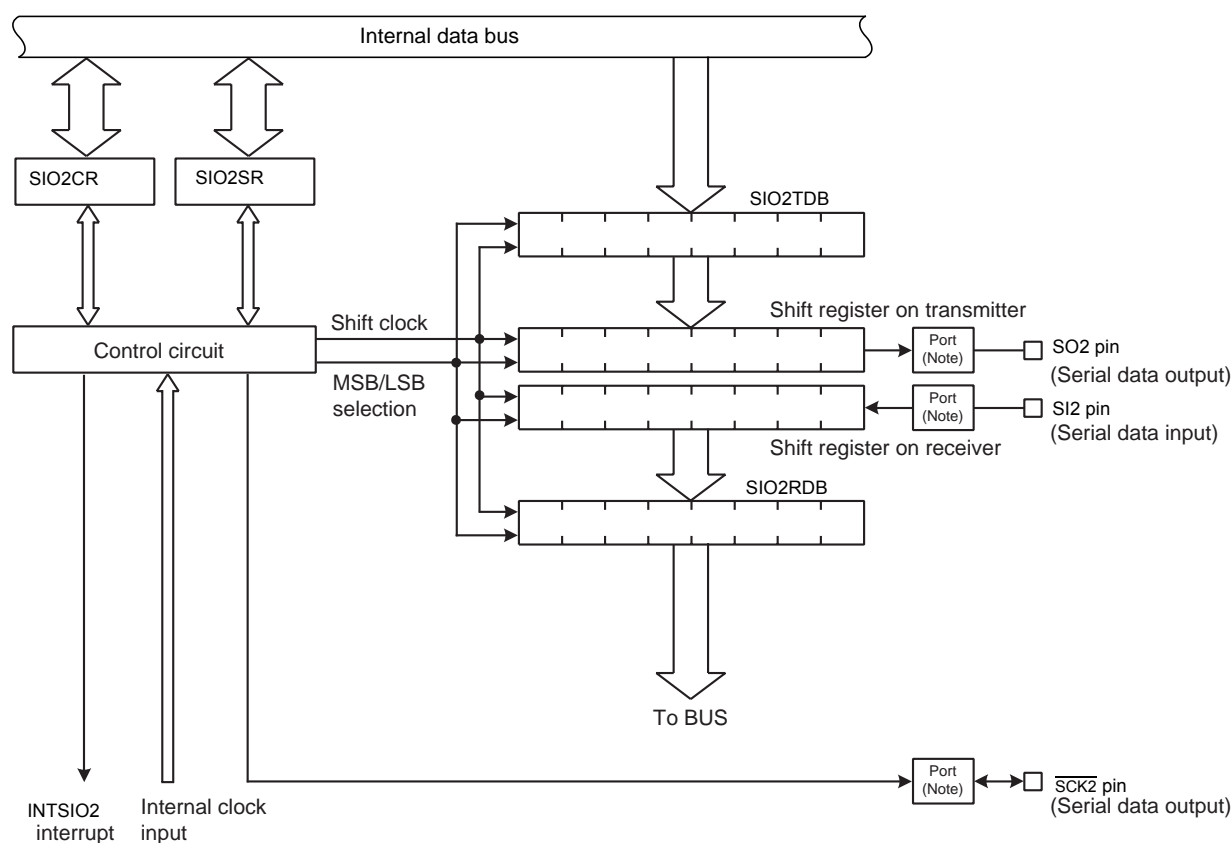 Internal data bus
SIO2CR
SIO2SR
SIO2TDB
Shift register on transmitter
Control circuit
Shift clock
MSB/LSB
selection
Port
(Note)
SO2 pin
(Serial data output)
Port
(Note)
SI2 pin
(Serial data input)
Shift register on receiver
SIO2RDB
To BUS
INTSIO2
interrupt
Internal clock
input
Port
(Note)
SCK2 pin
(Serial data output)